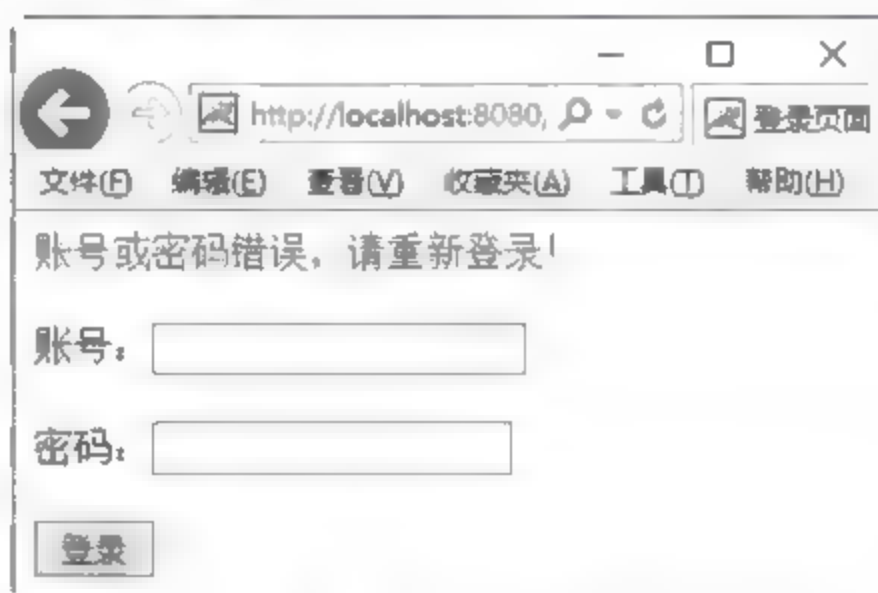 http://localhost:8080, 登录页面
文件(F) 编辑(E) 查看(V) 收藏夹(A) 工具(T) 帮助(H)
账号或密码错误，请重新登录！
账号：
密码：
登录